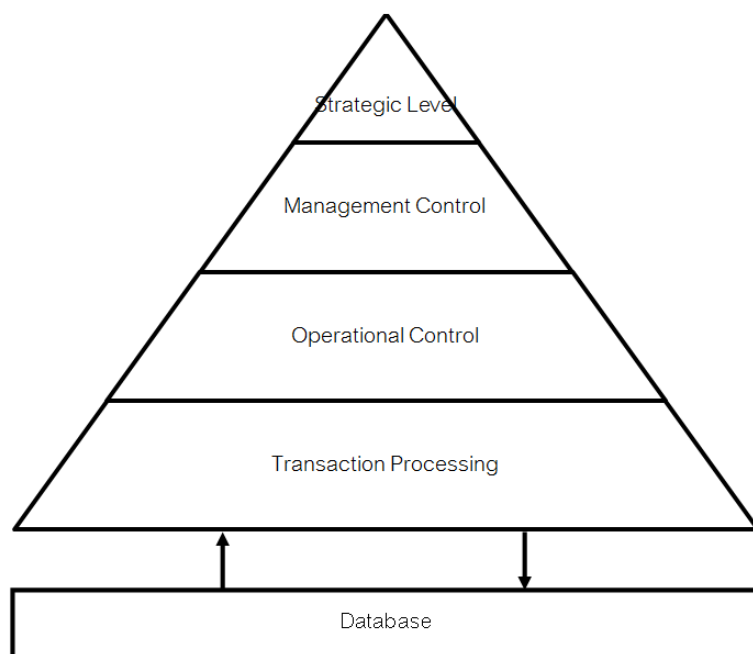 Strategic Level
Management Control
Operational Control
Transaction Processing
Database